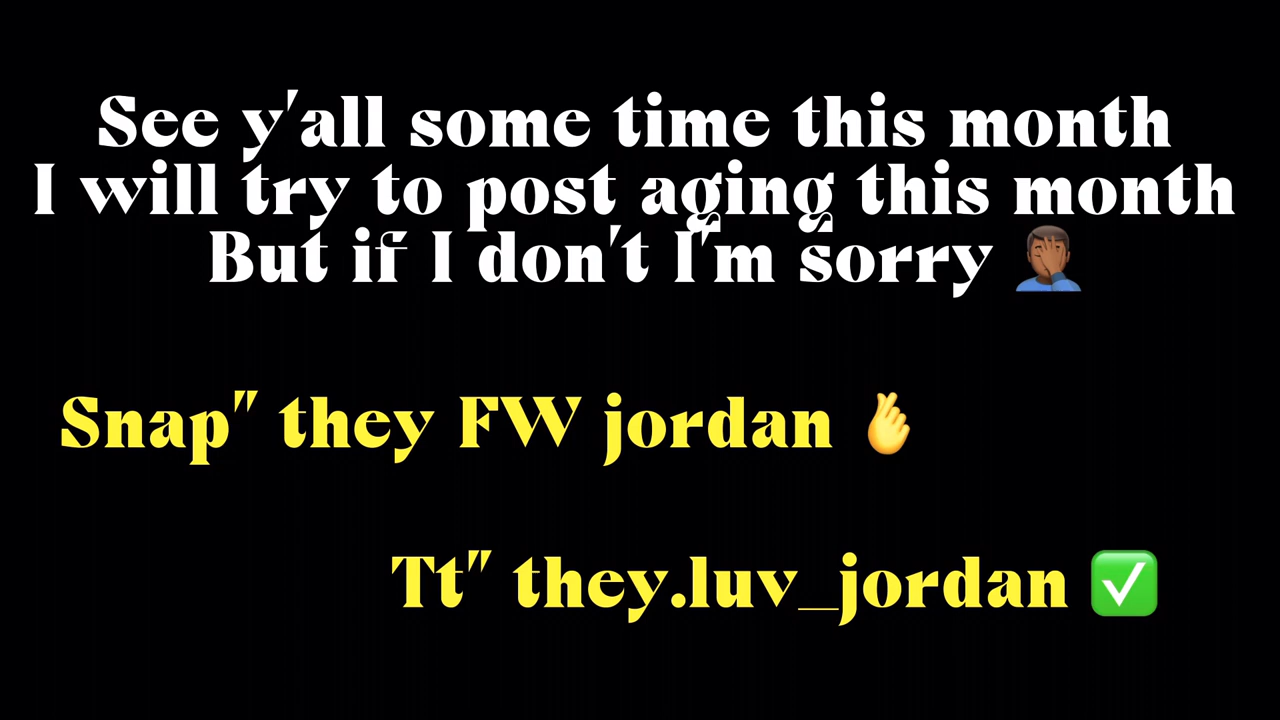 See y'all some time this month
I will try to post aging this month
But if I don't I'm sorry 🤦🏾‍♂️
Snap" they FW jordan 🫰
Tt" they.luv_jordan ✅